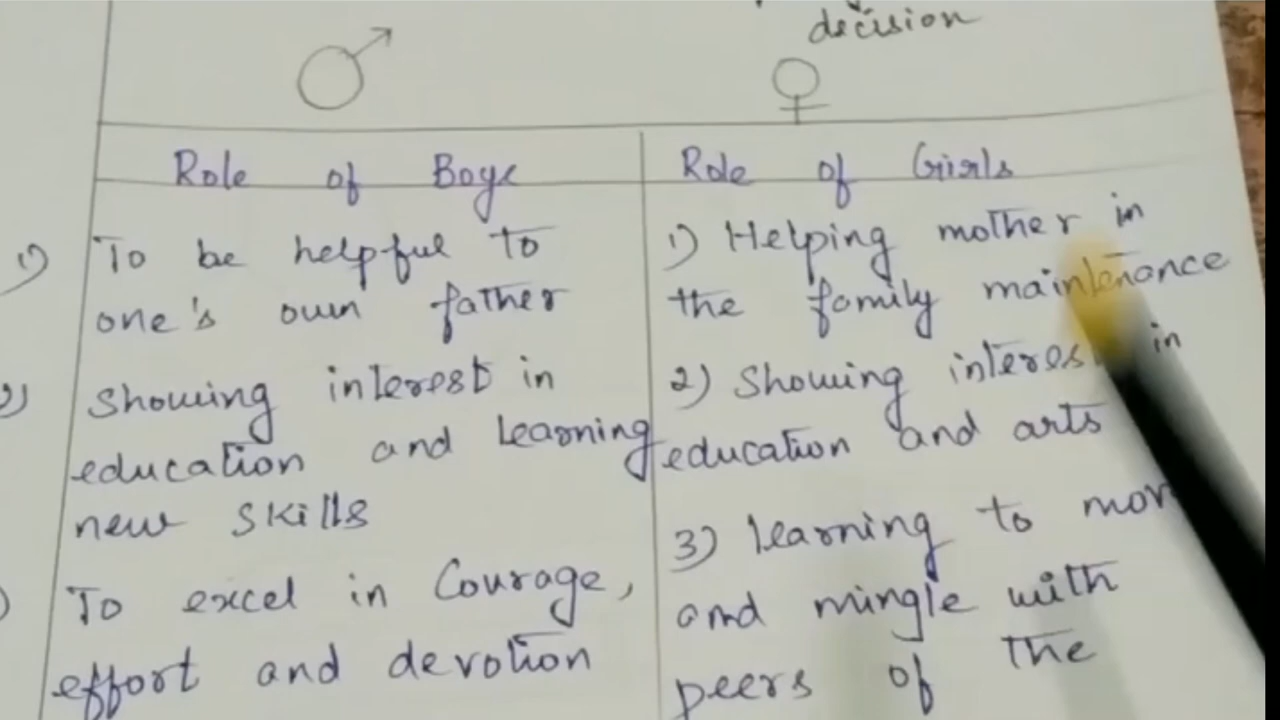 decision
Role of Boys
1) To be helpful to
one's own father
2) Showing interest in
education and learning
new skills
To excel in Courage,
effort and devotion
Role of Girls
1) Helping mother in
the family maintenance
2) Showing interest in
education and arts
3) learning to
and mingle with
peers of the